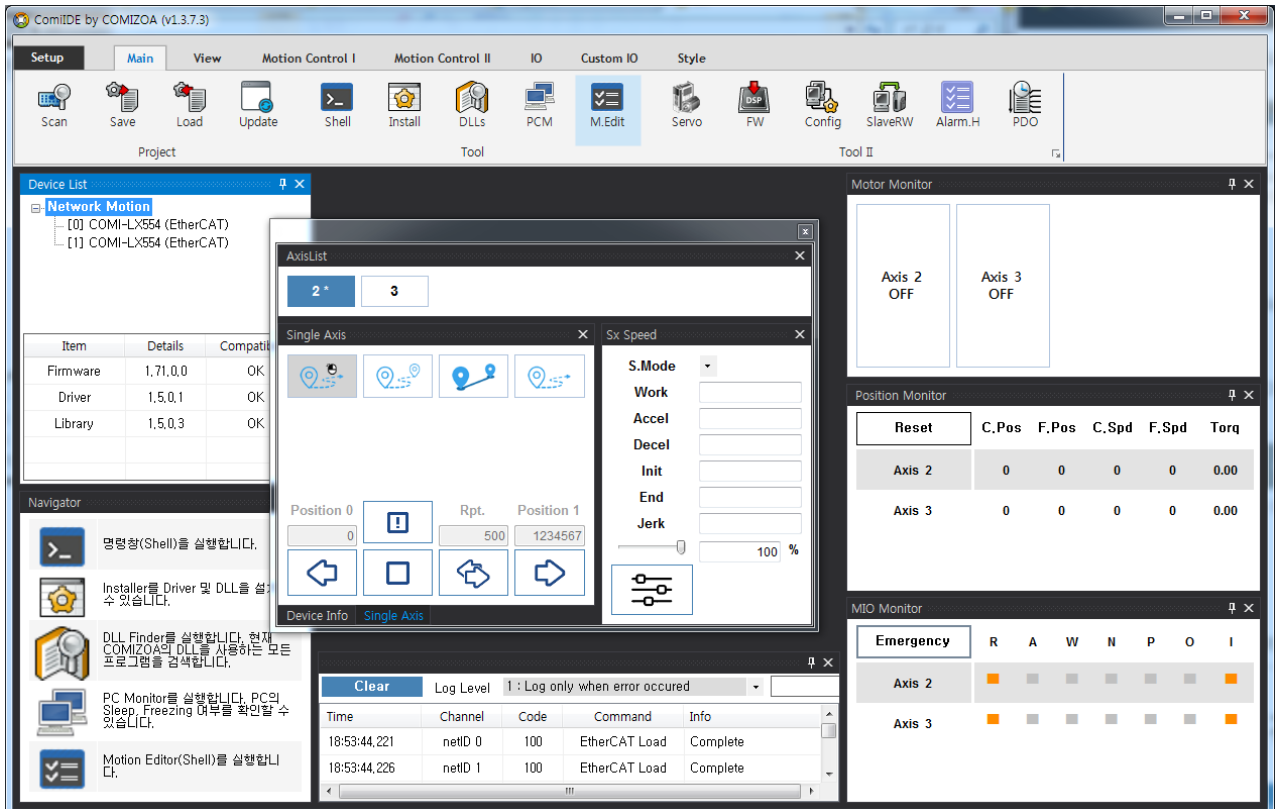 ComiIDE by COMIZOA (v1.3.7.3)
Setup Main View Motion Control I Motion Control II IO Custom IO Style
Scan Save Load Update Shell Install DLLs PCM M.Edit Servo FW Config SlaveRW Alarm.H PDO
DSP
Project Tool Tool II
Device List
Network Motion
[0] COMI-LX554 (EtherCAT)
[1] COMI-LX554 (EtherCAT)
Item Details
Firmware 1,71,0,0 OK
Driver 1,5,0,1 OK
Library 1,5,0,3 OK
Navigator
명령창(Shell)을 실행합니다.
Installer를 Driver 및 DLL을
수 있습니다.
DLL Finder를 실행합니다. 현재
COMIZOA의 DLL을 사용하는 모든
프로그램을 검색합니다.
PC Monitor를 실행합니다. PC의
Sleep, Freezing 여부를 확인할 수
있습니다.
Motion Editor(Shell)를 실행합니
다.
AxisList
2 * 3
Single Axis
Position 0 Rpt. Position 1
0 500 1234567
Device Info Single Axis
Sx Speed
S.Mode
Work
Accel
Decel
Init
End
Jerk
100 %
Clear Log Level 1 : Log only when error occured
Time Channel Code Command Info
18:53:44,221 netID 0 100 EtherCAT Load Complete
18:53:44,226 netID 1 100 EtherCAT Load Complete
Motor Monitor
Axis 2 Axis 3
OFF OFF
Position Monitor
Reset C.Pos F.Pos C.Spd F.Spd Torq
Axis 2 0 0 0 0 0.00
Axis 3 0 0 0 0 0.00
MIO Monitor
Emergency R A W N P O I
Axis 2
Axis 3